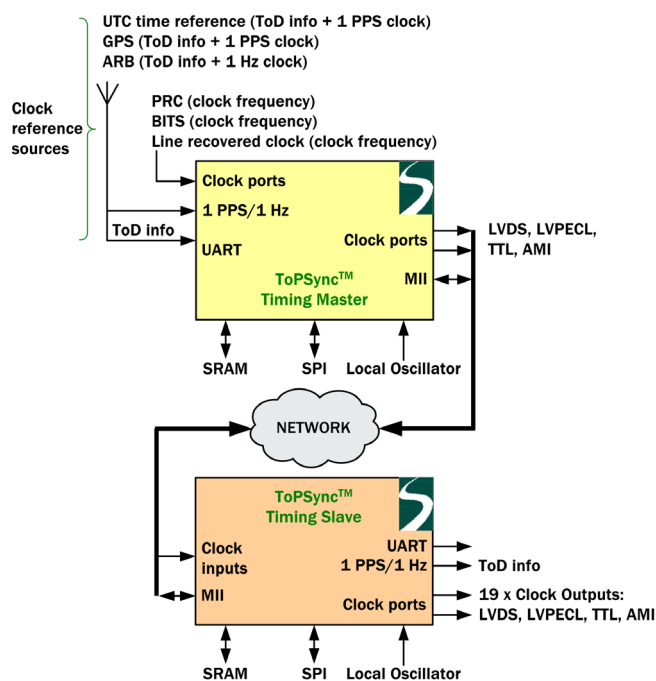 UTC time reference (ToD info + 1 PPS clock)
GPS (ToD info + 1 PPS clock)
ARB (ToD info + 1 Hz clock)
Clock
reference
sources
PRC (clock frequency)
BITS (clock frequency)
Line recovered clock (clock frequency)
Clock ports
1 PPS/1 Hz
ToD info
UART
Clock ports
LVDS, LVPECL,
TTL, AMI
MII
ToPSync™
Timing Master
SRAM
SPI
Local Oscillator
NETWORK
ToPSync™
Timing Slave
Clock
inputs
MII
UART
1 PPS/1 Hz
ToD info
Clock ports
19 x Clock Outputs:
LVDS, LVPECL, TTL, AMI
SRAM
SPI
Local Oscillator